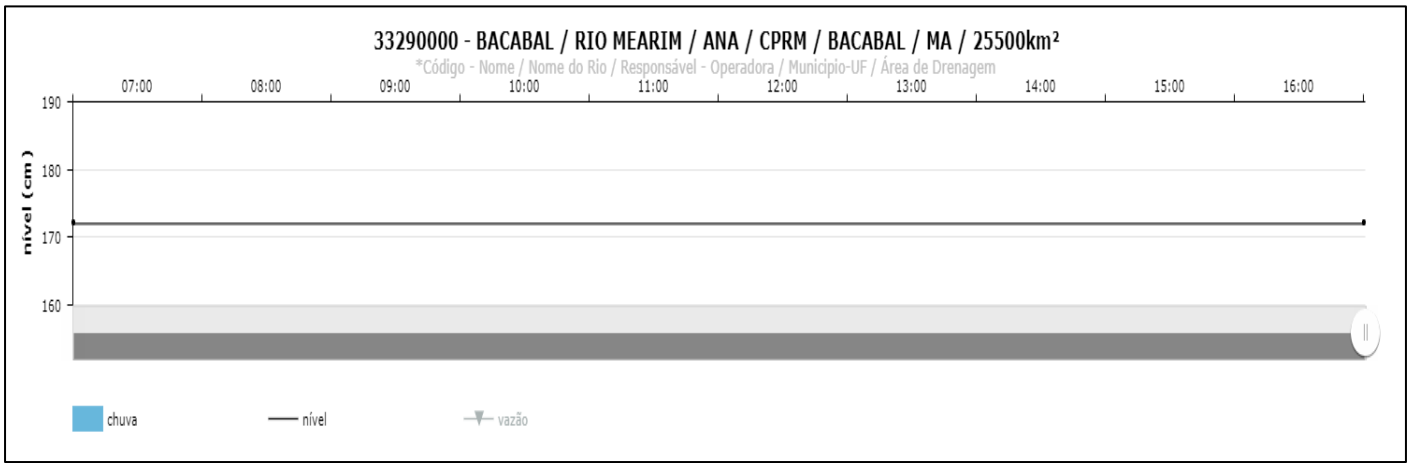 33290000 - BACABAL / RIO MEARIM / ANA / CPRM / BACABAL / MA / 25500km²
*Código - Nome / Nome do Rio / Responsável - Operadora / Municipio-UF / Área de Drenagem
07:00 08:00 09:00 10:00 11:00 12:00 13:00 14:00 15:00 16:00
190
180
170
160
nível (cm)
chuva nível vazão